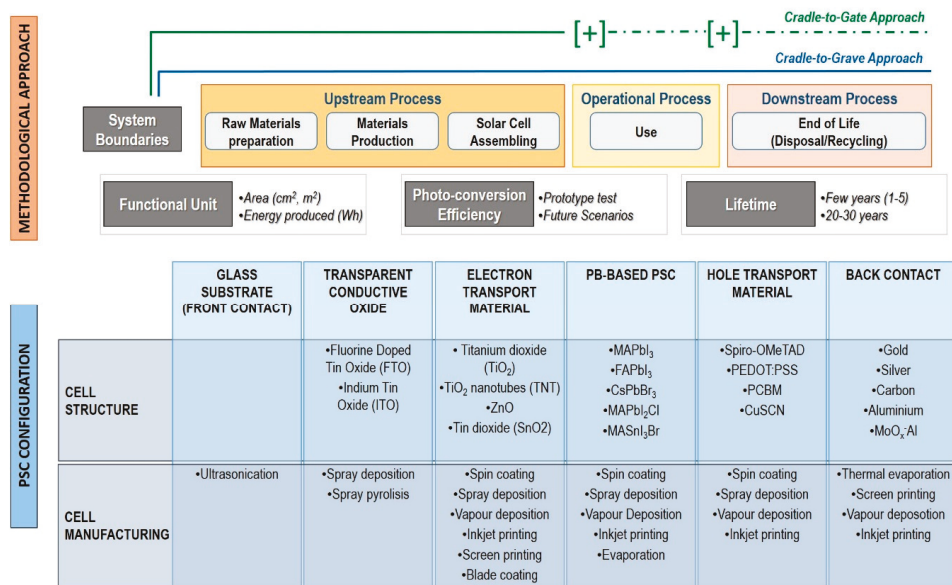 Cradle-to-Gate Approach
[+]
[+]
Cradle-to-Grave Approach
METHODOLOGICAL APPROACH
System
Boundaries
Upstream Process
Raw Materials
preparation
Materials
Production
Solar Cell
Assembling
Operational Process
Use
Downstream Process
End of Life
(Disposal/Recycling)
Functional Unit
•Area (cm², m²)
•Energy produced (Wh)
Photo-conversion
Efficiency
•Prototype test
•Future Scenarios
Lifetime
•Few years (1-5)
•20-30 years
PSC CONFIGURATION
GLASS
SUBSTRATE
(FRONT CONTACT)
TRANSPARENT
CONDUCTIVE
OXIDE
ELECTRON
TRANSPORT
MATERIAL
PB-BASED PSC
HOLE TRANSPORT
MATERIAL
BACK CONTACT
CELL
STRUCTURE
•Fluorine Doped
Tin Oxide (FTO)
•Indium Tin
Oxide (ITO)
• Titanium dioxide
(TiO₂)
•TiO₂ nanotubes (TNT)
•ZnO
•Tin dioxide (SnO2)
•MAPbI₃
•FAPbI₃
•CsPbBr₃
•MAPbI₂Cl
•MASnI₃Br
•Spiro-OMeTAD
•PEDOT:PSS
•PCBM
•CuSCN
•Gold
•Silver
•Carbon
•Aluminium
•MoOₓ-Al
CELL
MANUFACTURING
•Ultrasonication
•Spray deposition
•Spray pyrolisis
•Spin coating
•Spray deposition
•Vapour deposition
•Inkjet printing
•Screen printing
•Blade coating
•Spin coating
•Spray deposition
•Vapour Deposition
•Inkjet printing
•Evaporation
•Spin coating
•Spray deposition
•Vapour deposition
•Inkjet printing
•Thermal evaporation
•Screen printing
•Vapour deposotion
•Inkjet printing